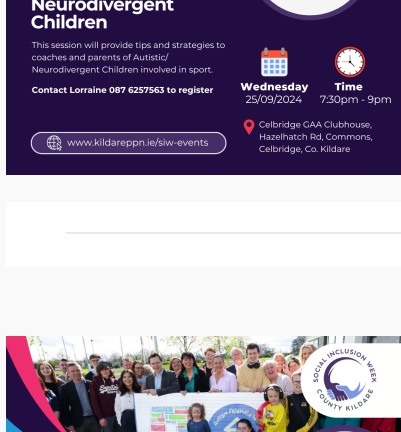 Neurodivergent
Children
This session will provide tips and strategies to
coaches and parents of Autistic/
Neurodivergent Children involved in sport.
Contact Lorraine 087 6257563 to register
www.kildareppn.ie/siw-events
Wednesday
25/09/2024
Time
7:30pm - 9pm
Celbridge GAA Clubhouse,
Hazelhatch Rd, Commons,
Celbridge, Co. Kildare
SOCIAL INCLUSION WEEK
COUNTY KILDARE